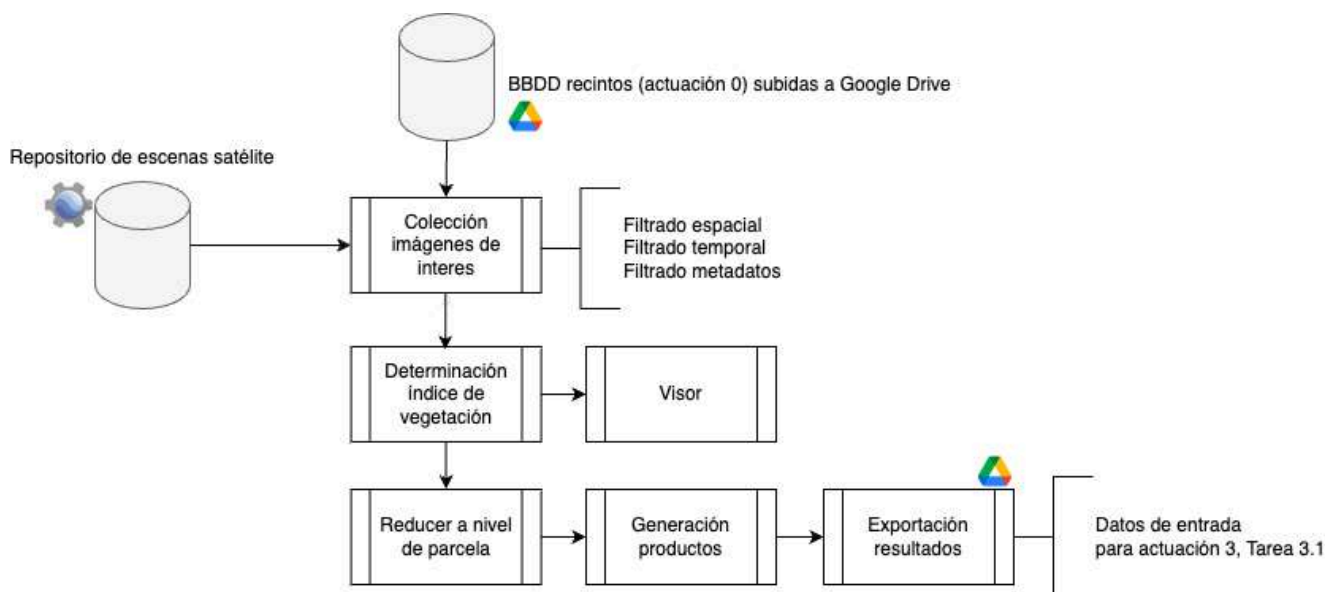 BBDD recintos (actuación 0) subidas a Google Drive
Repositorio de escenas satélite
Colección
imágenes de
interes
Filtrado espacial
Filtrado temporal
Filtrado metadatos
Determinación
índice de
vegetación
Visor
Reducer a nivel
de parcela
Generación
productos
Exportación
resultados
Datos de entrada
para actuación 3, Tarea 3.1